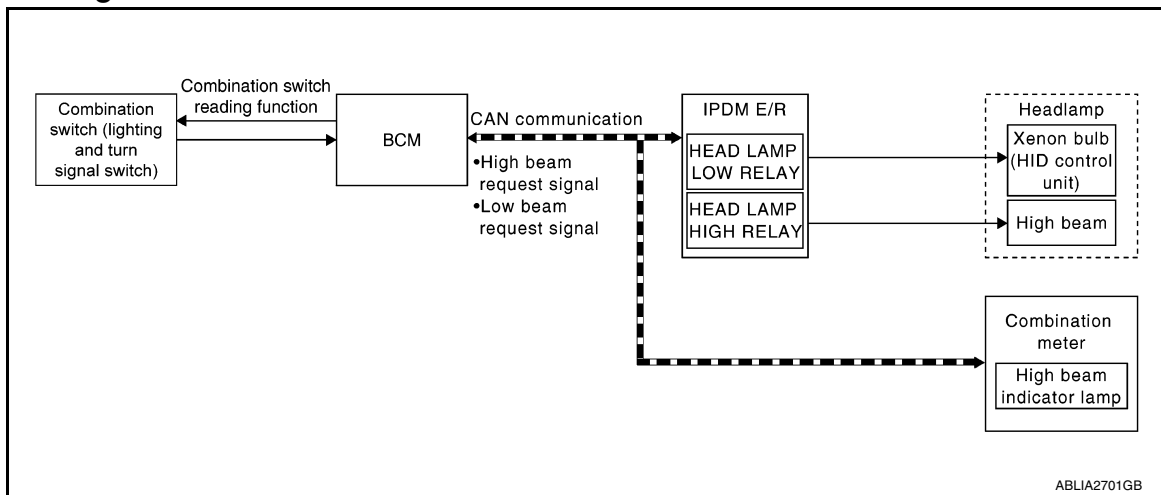 Combination
switch (lighting
and turn
signal switch)
Combination switch
reading function
BCM
CAN communication
•High beam
request signal
•Low beam
request signal
IPDM E/R
HEAD LAMP
LOW RELAY
HEAD LAMP
HIGH RELAY
Headlamp
Xenon bulb
(HID control
unit)
High beam
Combination
meter
High beam
indicator lamp
ABLIA2701GB